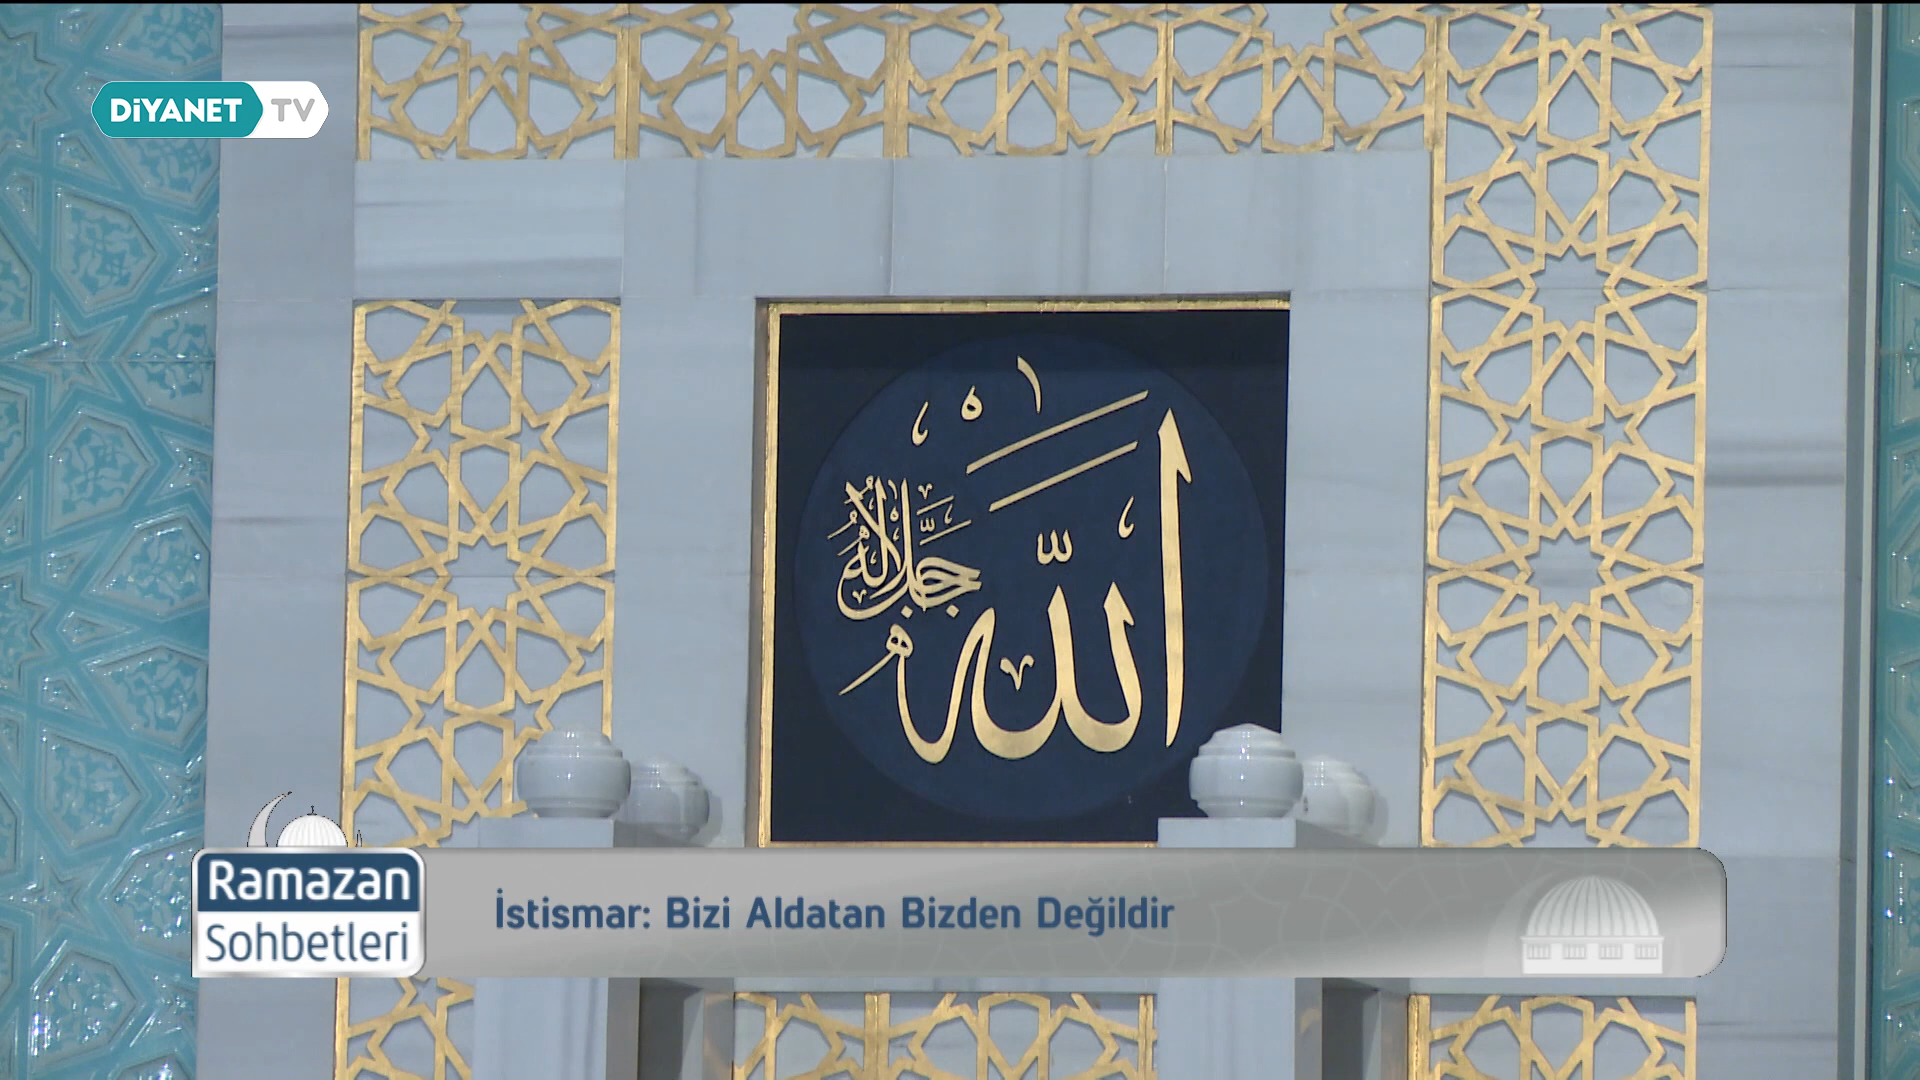 DİYANET TV
الله
جل جلاله
Ramazan
Sohbetleri
İstismar: Bizi Aldatan Bizden Değildir